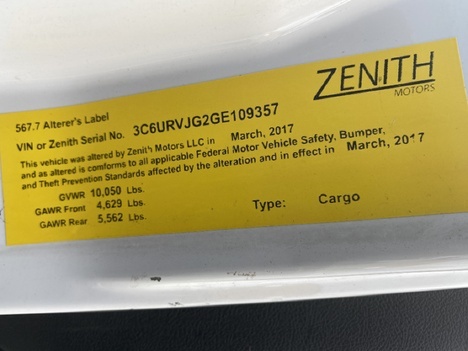 ZENITH
MOTORS
567.7 Alterer's Label
VIN or Zenith Serial No. 3C6URVJG2GE109357
This vehicle was altered by Zenith Motors LLC in March, 2017
and as altered is conforms to all applicable Federal Motor Vehicle Safety, Bumper,
and Theft Prevention Standards affected by the alteration and in effect in March, 2017
GVWR 10,050 Lbs.
GAWR Front 4,629 Lbs.
GAWR Rear 5,562 Lbs.
Type: Cargo